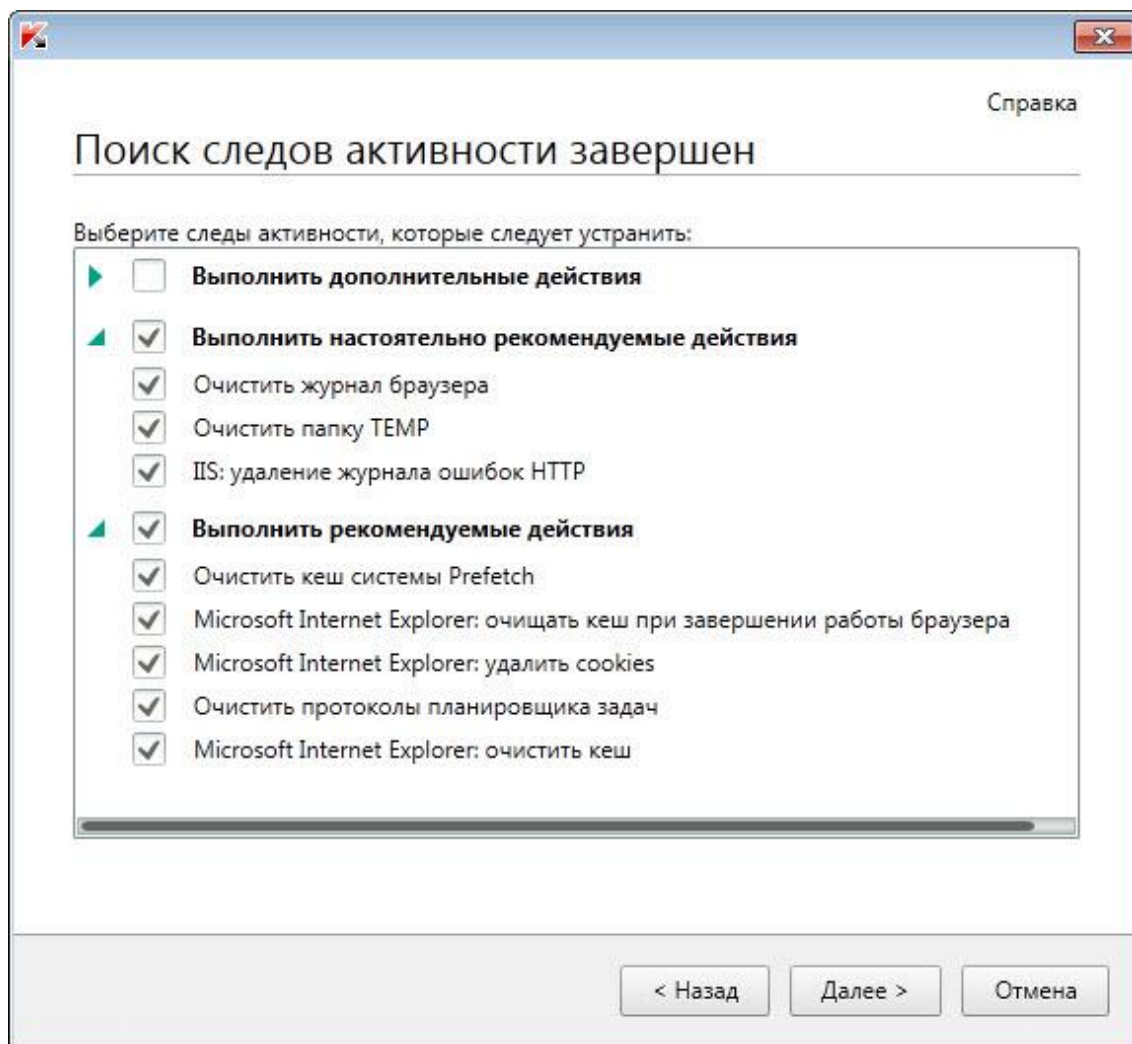 Справка
Поиск следов активности завершен
Выберите следы активности, которые следует устранить:
Выполнить дополнительные действия
Выполнить настоятельно рекомендуемые действия
Очистить журнал браузера
Очистить папку TEMP
IIS: удаление журнала ошибок HTTP
Выполнить рекомендуемые действия
Очистить кеш системы Prefetch
Microsoft Internet Explorer: очищать кеш при завершении работы браузера
Microsoft Internet Explorer: удалить cookies
Очистить протоколы планировщика задач
Microsoft Internet Explorer: очистить кеш
< Назад Далее > Отмена